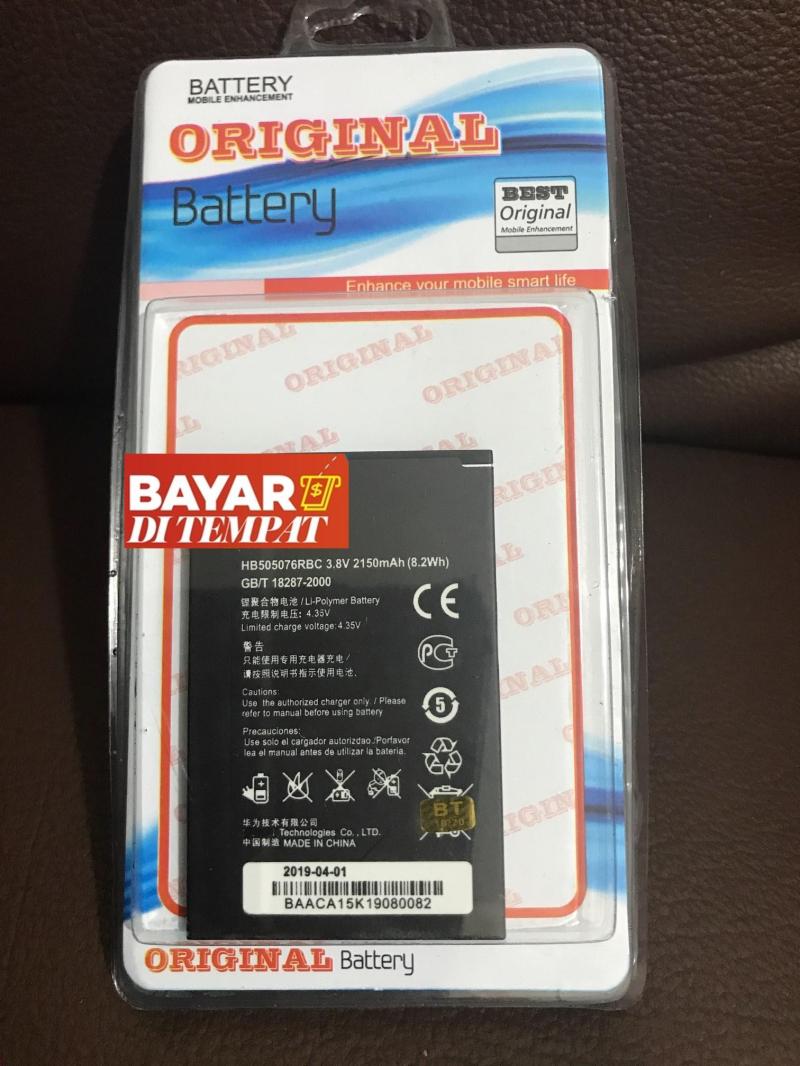 BATTERY
MOBILE ENHANCEMENT
ORIGINAL
Battery
BEST
Original
Mobile Enhancement
Enhance your mobile smart life
ORIGINAL
ORIGINAL
ORIGINAL
BAYAR
DI TEMPAT
HB505076RBC 3.8V 2150mAh (8.2Wh)
GB/T 18287-2000
锂聚合物电池 / Li-Polymer Battery
充电限制电压: 4.35V
Limited charge voltage: 4.35V
警告
只能使用专用充电器充电/
请按照说明书指示使用电池、
Cautions:
Use the authorized charger only. / Please
refer to manual before using battery
Precauciones:
Use solo el cargador autorizdao./Porfavor
lea el manual antes de utilizar la bateria.
华为技术有限公司
Technologies Co., LTD.
中国制造 MADE IN CHINA
CE
PCT
5
BT
2019-04-01
BAACA15K19080082
ORIGINAL Battery